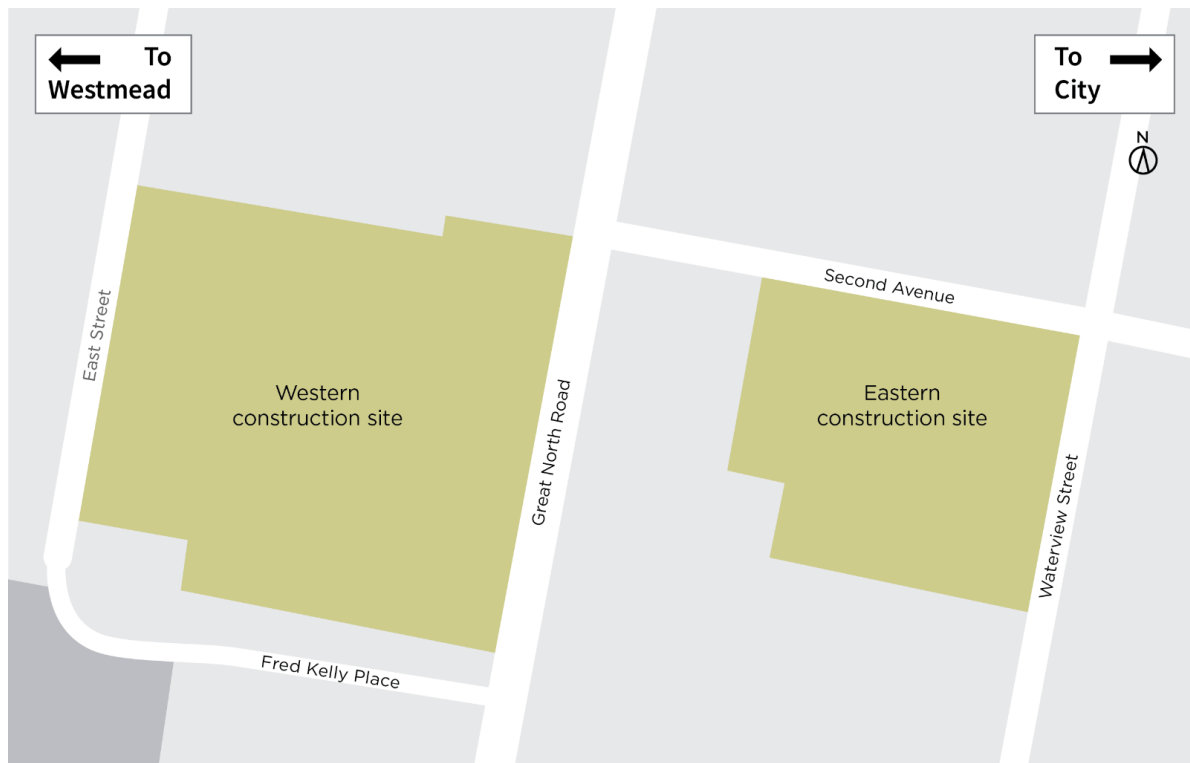 To
Westmead
To
City
N
Second Avenue
East Street
Western
construction site
Great North Road
Eastern
construction site
Waterview Street
Fred Kelly Place